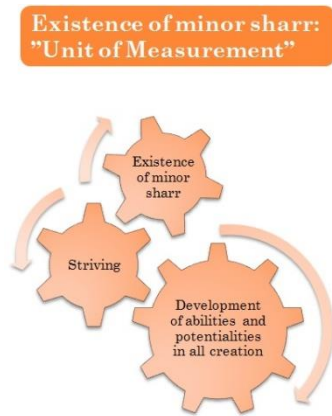 Existence of minor sharr:
”Unit of Measurement”
Existence
of minor
sharr
Striving
Development
of abilities and
potentialities
in all creation